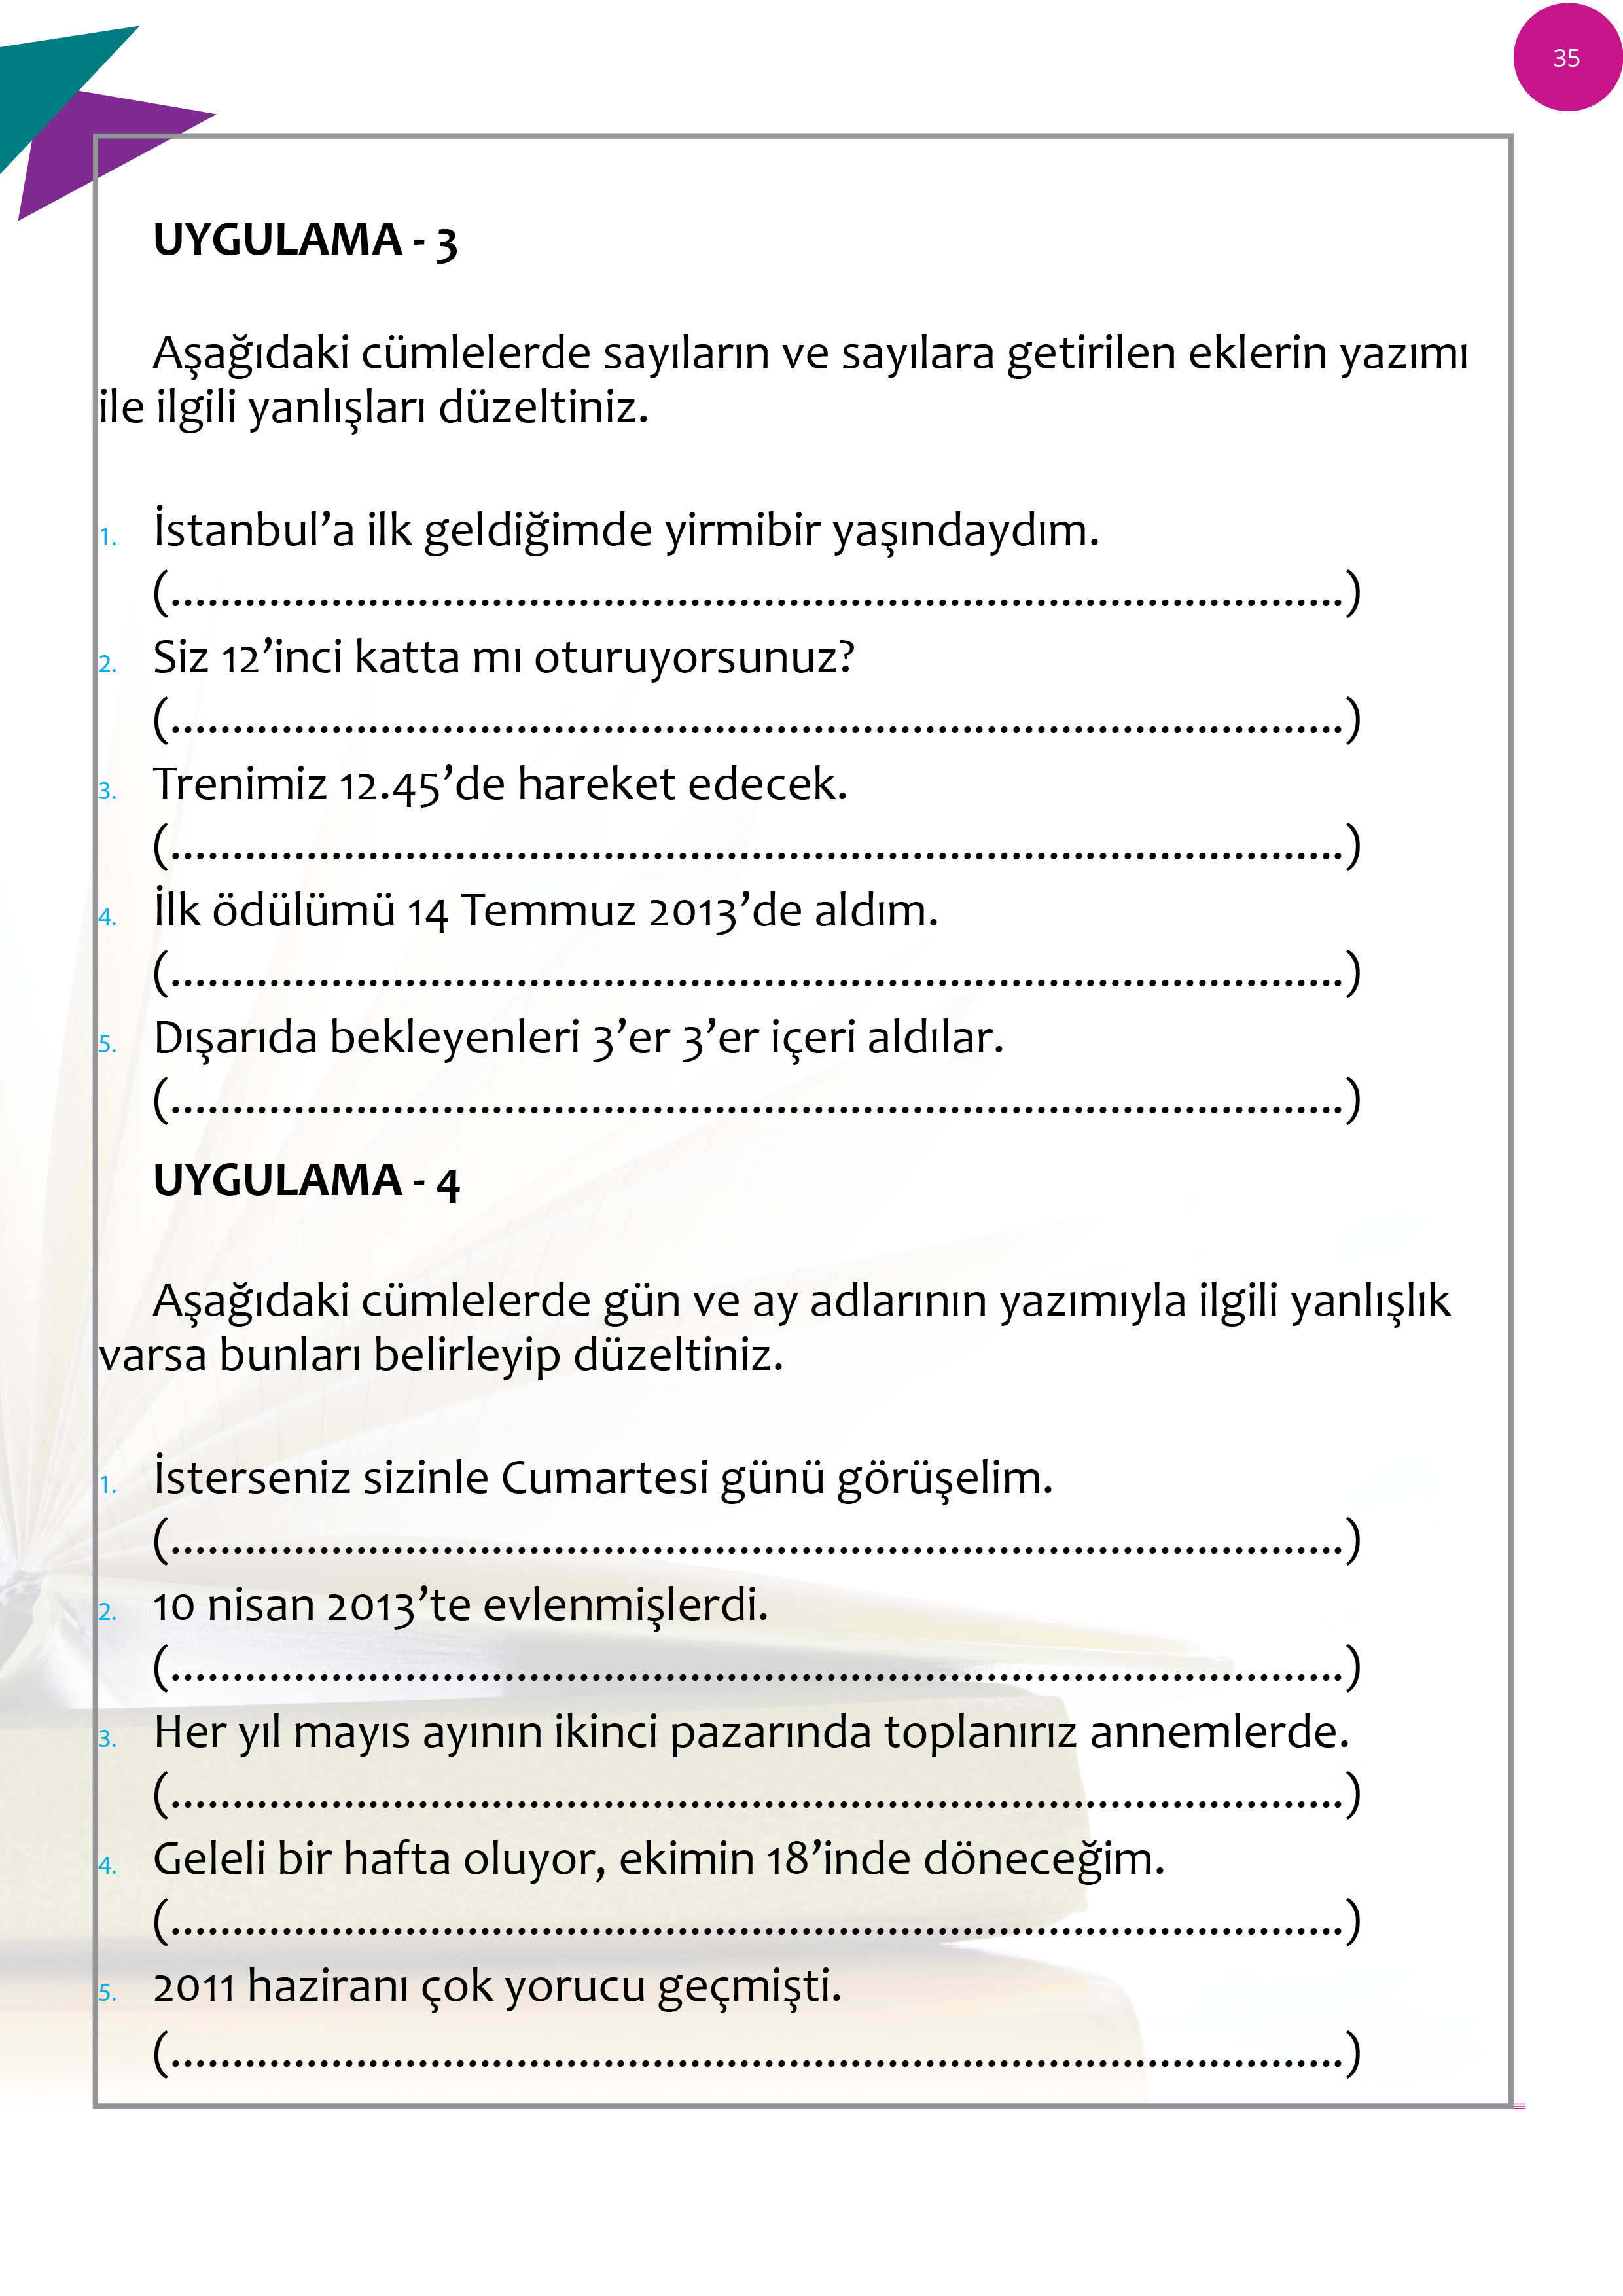 35
UYGULAMA - 3
Aşağıdaki cümlelerde sayıların ve sayılara getirilen eklerin yazımı
ile ilgili yanlışları düzeltiniz.
1. İstanbul’a ilk geldiğimde yirmibir yaşındaydım.
(...............................................................................................)
2. Siz 12’inci katta mı oturuyorsunuz?
(...............................................................................................)
3. Trenimiz 12.45’de hareket edecek.
(...............................................................................................)
4. İlk ödülümü 14 Temmuz 2013’de aldım.
(...............................................................................................)
5. Dışarıda bekleyenleri 3’er 3’er içeri aldılar.
(...............................................................................................)
UYGULAMA - 4
Aşağıdaki cümlelerde gün ve ay adlarının yazımıyla ilgili yanlışlık
varsa bunları belirleyip düzeltiniz.
1. İsterseniz sizinle Cumartesi günü görüşelim.
(...............................................................................................)
2. 10 nisan 2013’te evlenmişlerdi.
(...............................................................................................)
3. Her yıl mayıs ayının ikinci pazarında toplanırız annemlerde.
(...............................................................................................)
4. Geleli bir hafta oluyor, ekimin 18’inde döneceğim.
(...............................................................................................)
5. 2011 haziranı çok yorucu geçmişti.
(...............................................................................................)